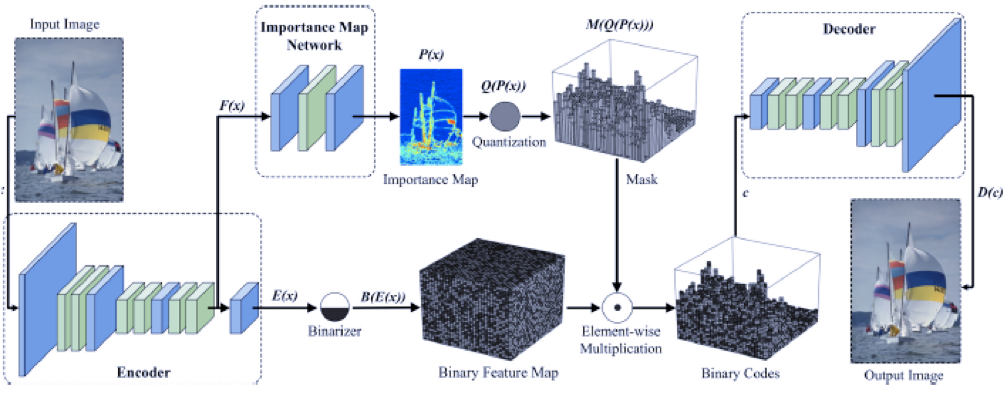 Input Image
Importance Map
Network
P(x)
M(Q(P(x)))
Decoder
F(x)
Q(P(x))
Quantization
Importance Map
Mask
c
D(c)
E(x)
B(E(x))
Binarizer
Element-wise
Multiplication
Encoder
Binary Feature Map
Binary Codes
Output Image